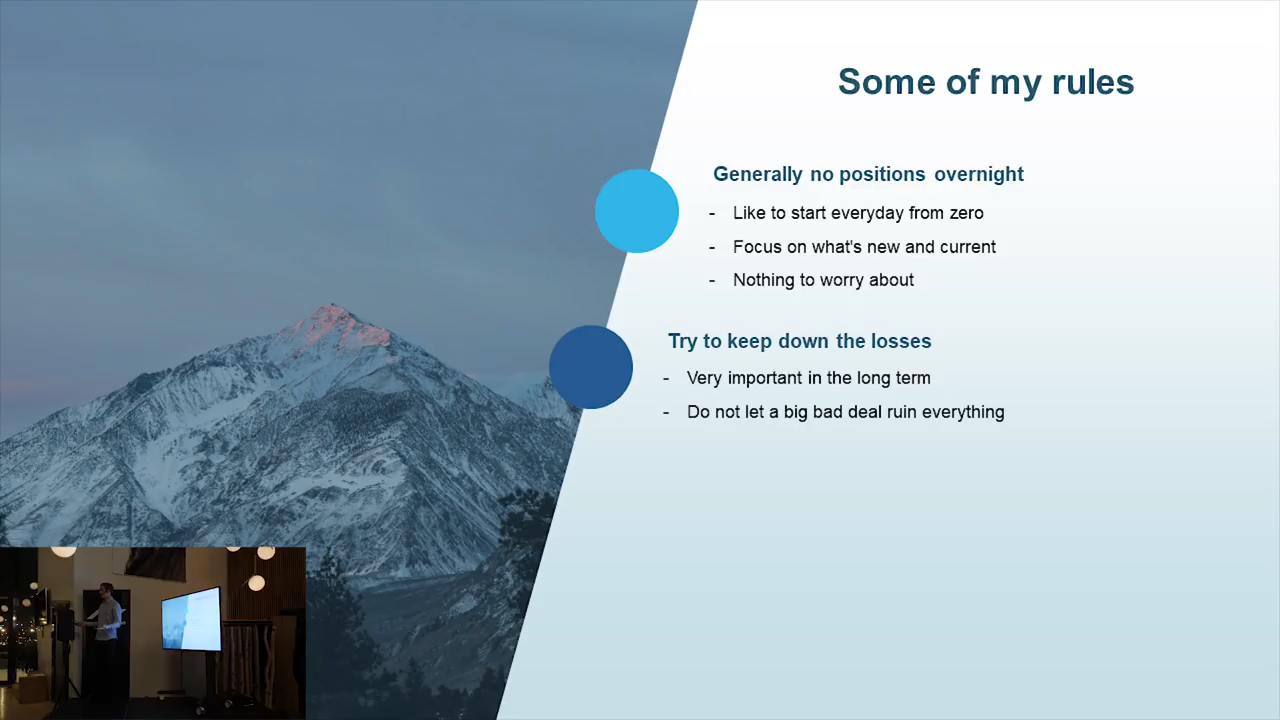 Some of my rules
Generally no positions overnight
- Like to start everyday from zero
- Focus on what's new and current
- Nothing to worry about
Try to keep down the losses
- Very important in the long term
- Do not let a big bad deal ruin everything